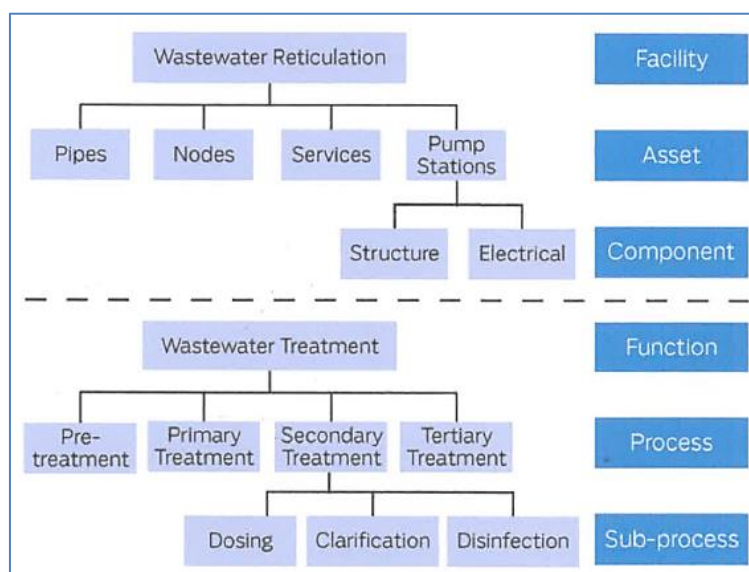 Wastewater Reticulation
Facility
Pipes
Nodes
Services
Pump
Stations
Asset
Structure
Electrical
Component
Wastewater Treatment
Function
Pre-
treatment
Primary
Treatment
Secondary
Treatment
Tertiary
Treatment
Process
Dosing
Clarification
Disinfection
Sub-process